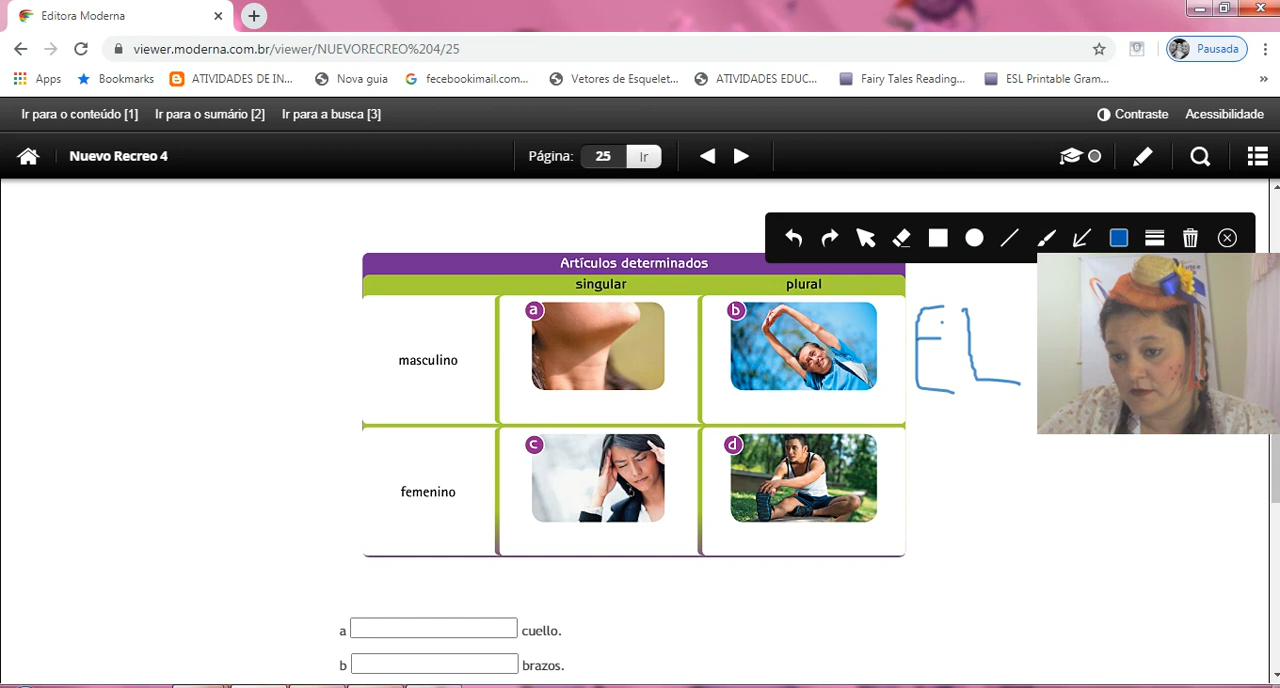 Editora Moderna
viewer.moderna.com.br/viewer/NUEVORECREO%204/25
Pausada
Apps Bookmarks ATIVIDADES DE IN... Nova guia fecebookimail.com... Vetores de Esquelet... ATIVIDADES EDUC... Fairy Tales Reading... ESL Printable Gram... »
Ir para o conteúdo [1] Ir para o sumário [2] Ir para a busca [3] Contraste Acessibilidade
Nuevo Recreo 4 Página: 25 Ir
Artículos determinados
singular plural
a b
masculino
EL
c d
femenino
a cuello.
b brazos.